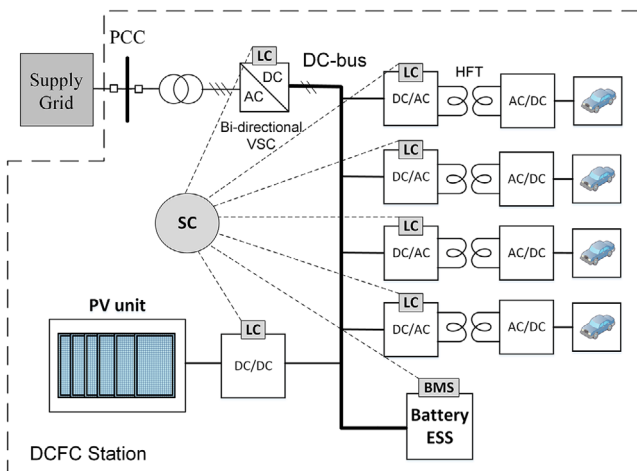 PCC
Supply
Grid
LC
DC
AC
Bi-directional
VSC
DC-bus
LC
DC/AC
HFT
AC/DC
LC
DC/AC
AC/DC
SC
LC
DC/AC
AC/DC
LC
DC/AC
AC/DC
PV unit
LC
DC/DC
BMS
Battery
ESS
DCFC Station